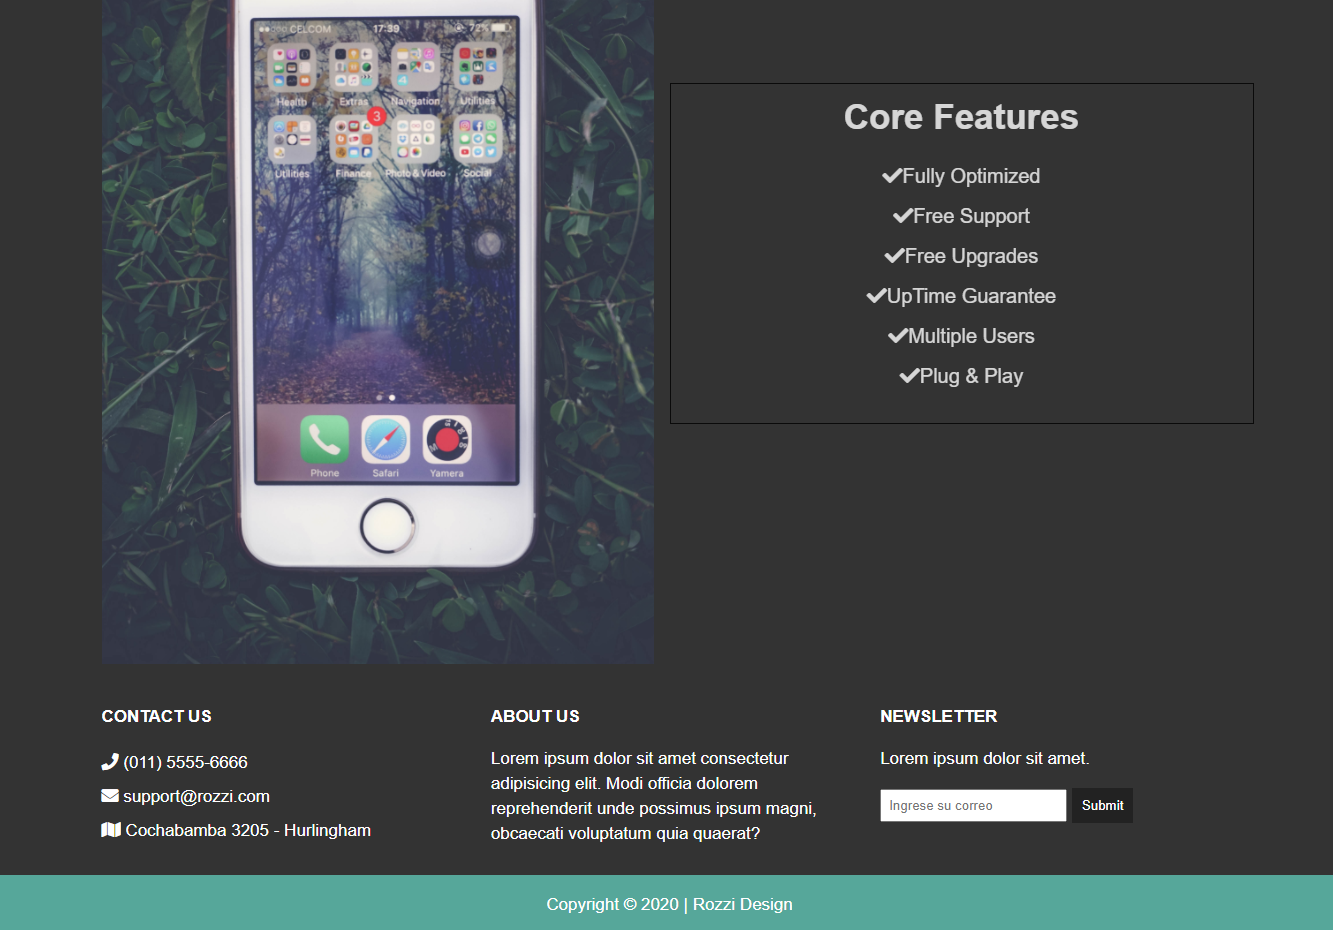 CELCOM 17:39 72%
Health Extras Navigation Utilities
3
Utilities Finance Photo & Video Social
Phone Safari Yamera
Core Features
Fully Optimized
Free Support
Free Upgrades
UpTime Guarantee
Multiple Users
Plug & Play
CONTACT US
(011) 5555-6666
support@rozzi.com
Cochabamba 3205 - Hurlingham
ABOUT US
Lorem ipsum dolor sit amet consectetur
adipisicing elit. Modi officia dolorem
reprehenderit unde possimus ipsum magni,
obcaecati voluptatum quia quaerat?
NEWSLETTER
Lorem ipsum dolor sit amet.
Ingrese su correo
Submit
Copyright © 2020 | Rozzi Design